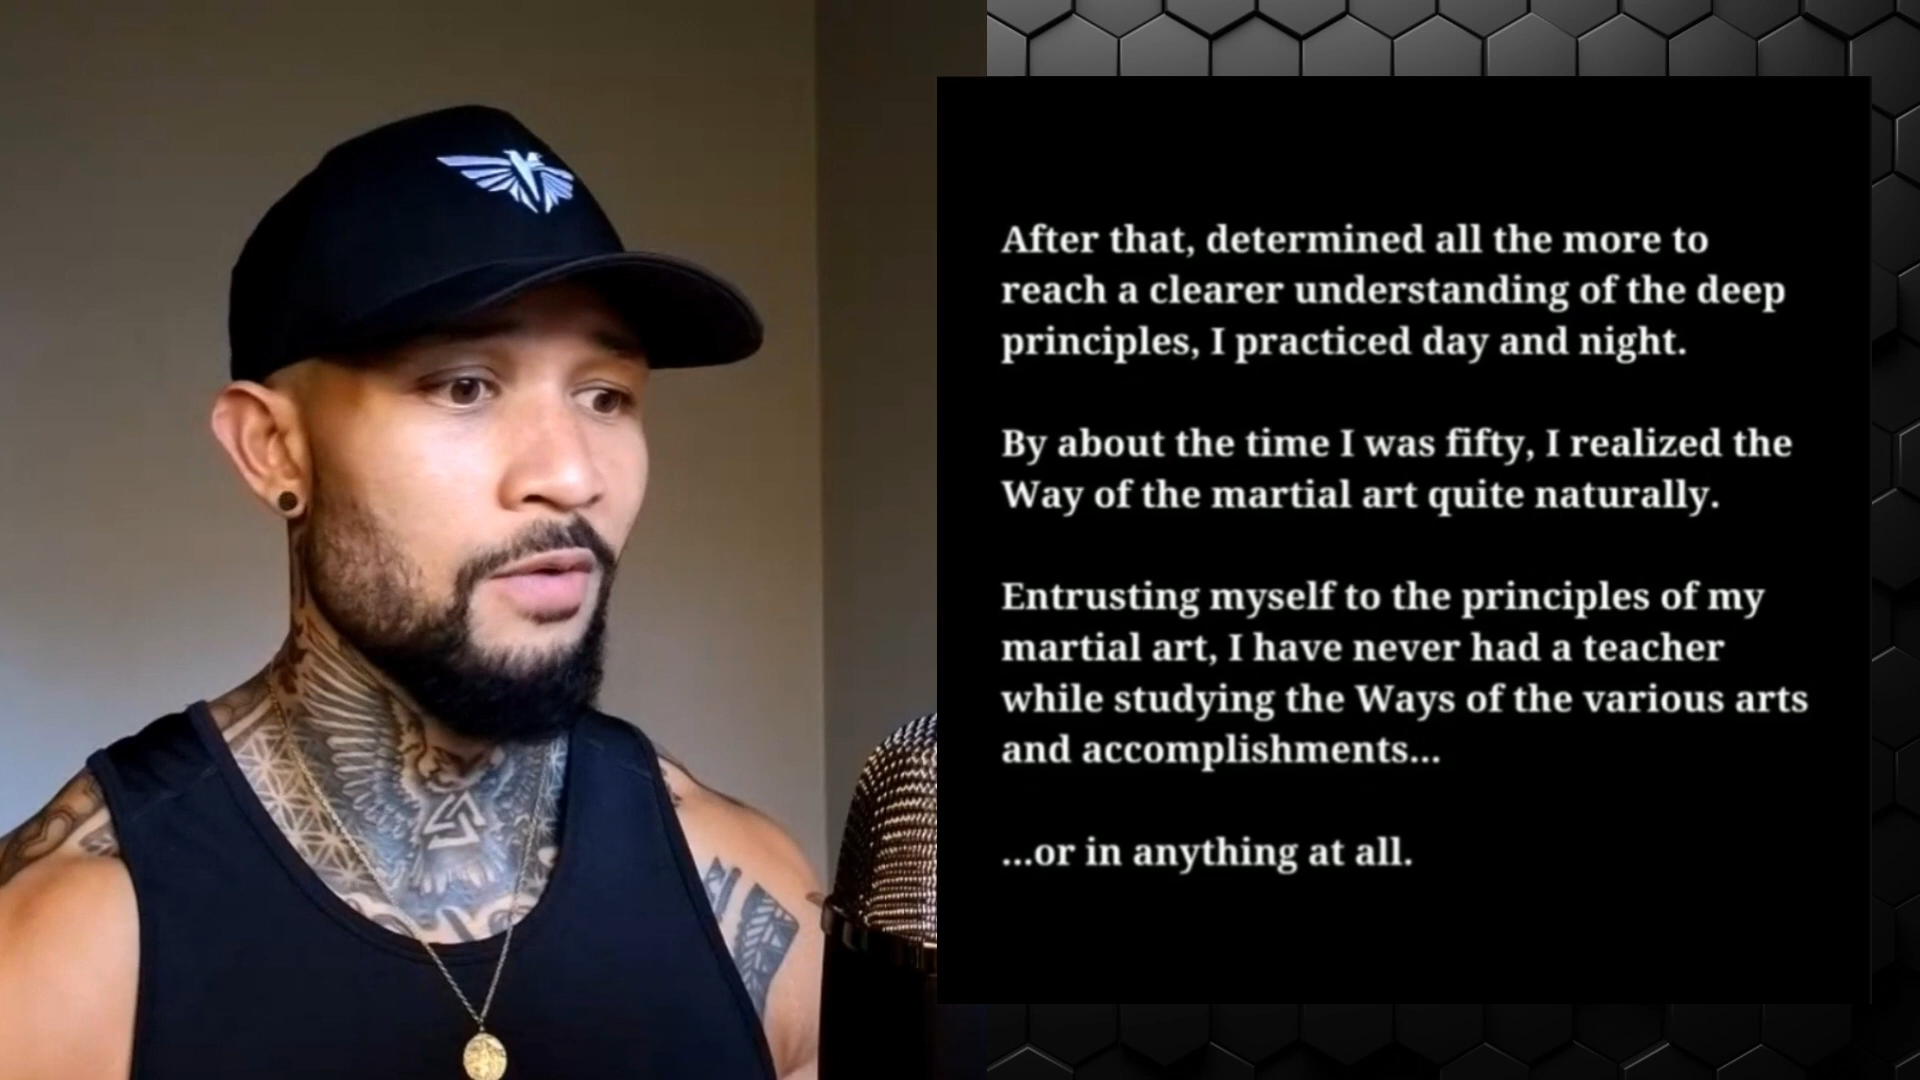 After that, determined all the more to
reach a clearer understanding of the deep
principles, I practiced day and night.
By about the time I was fifty, I realized the
Way of the martial art quite naturally.
Entrusting myself to the principles of my
martial art, I have never had a teacher
while studying the Ways of the various arts
and accomplishments...
...or in anything at all.